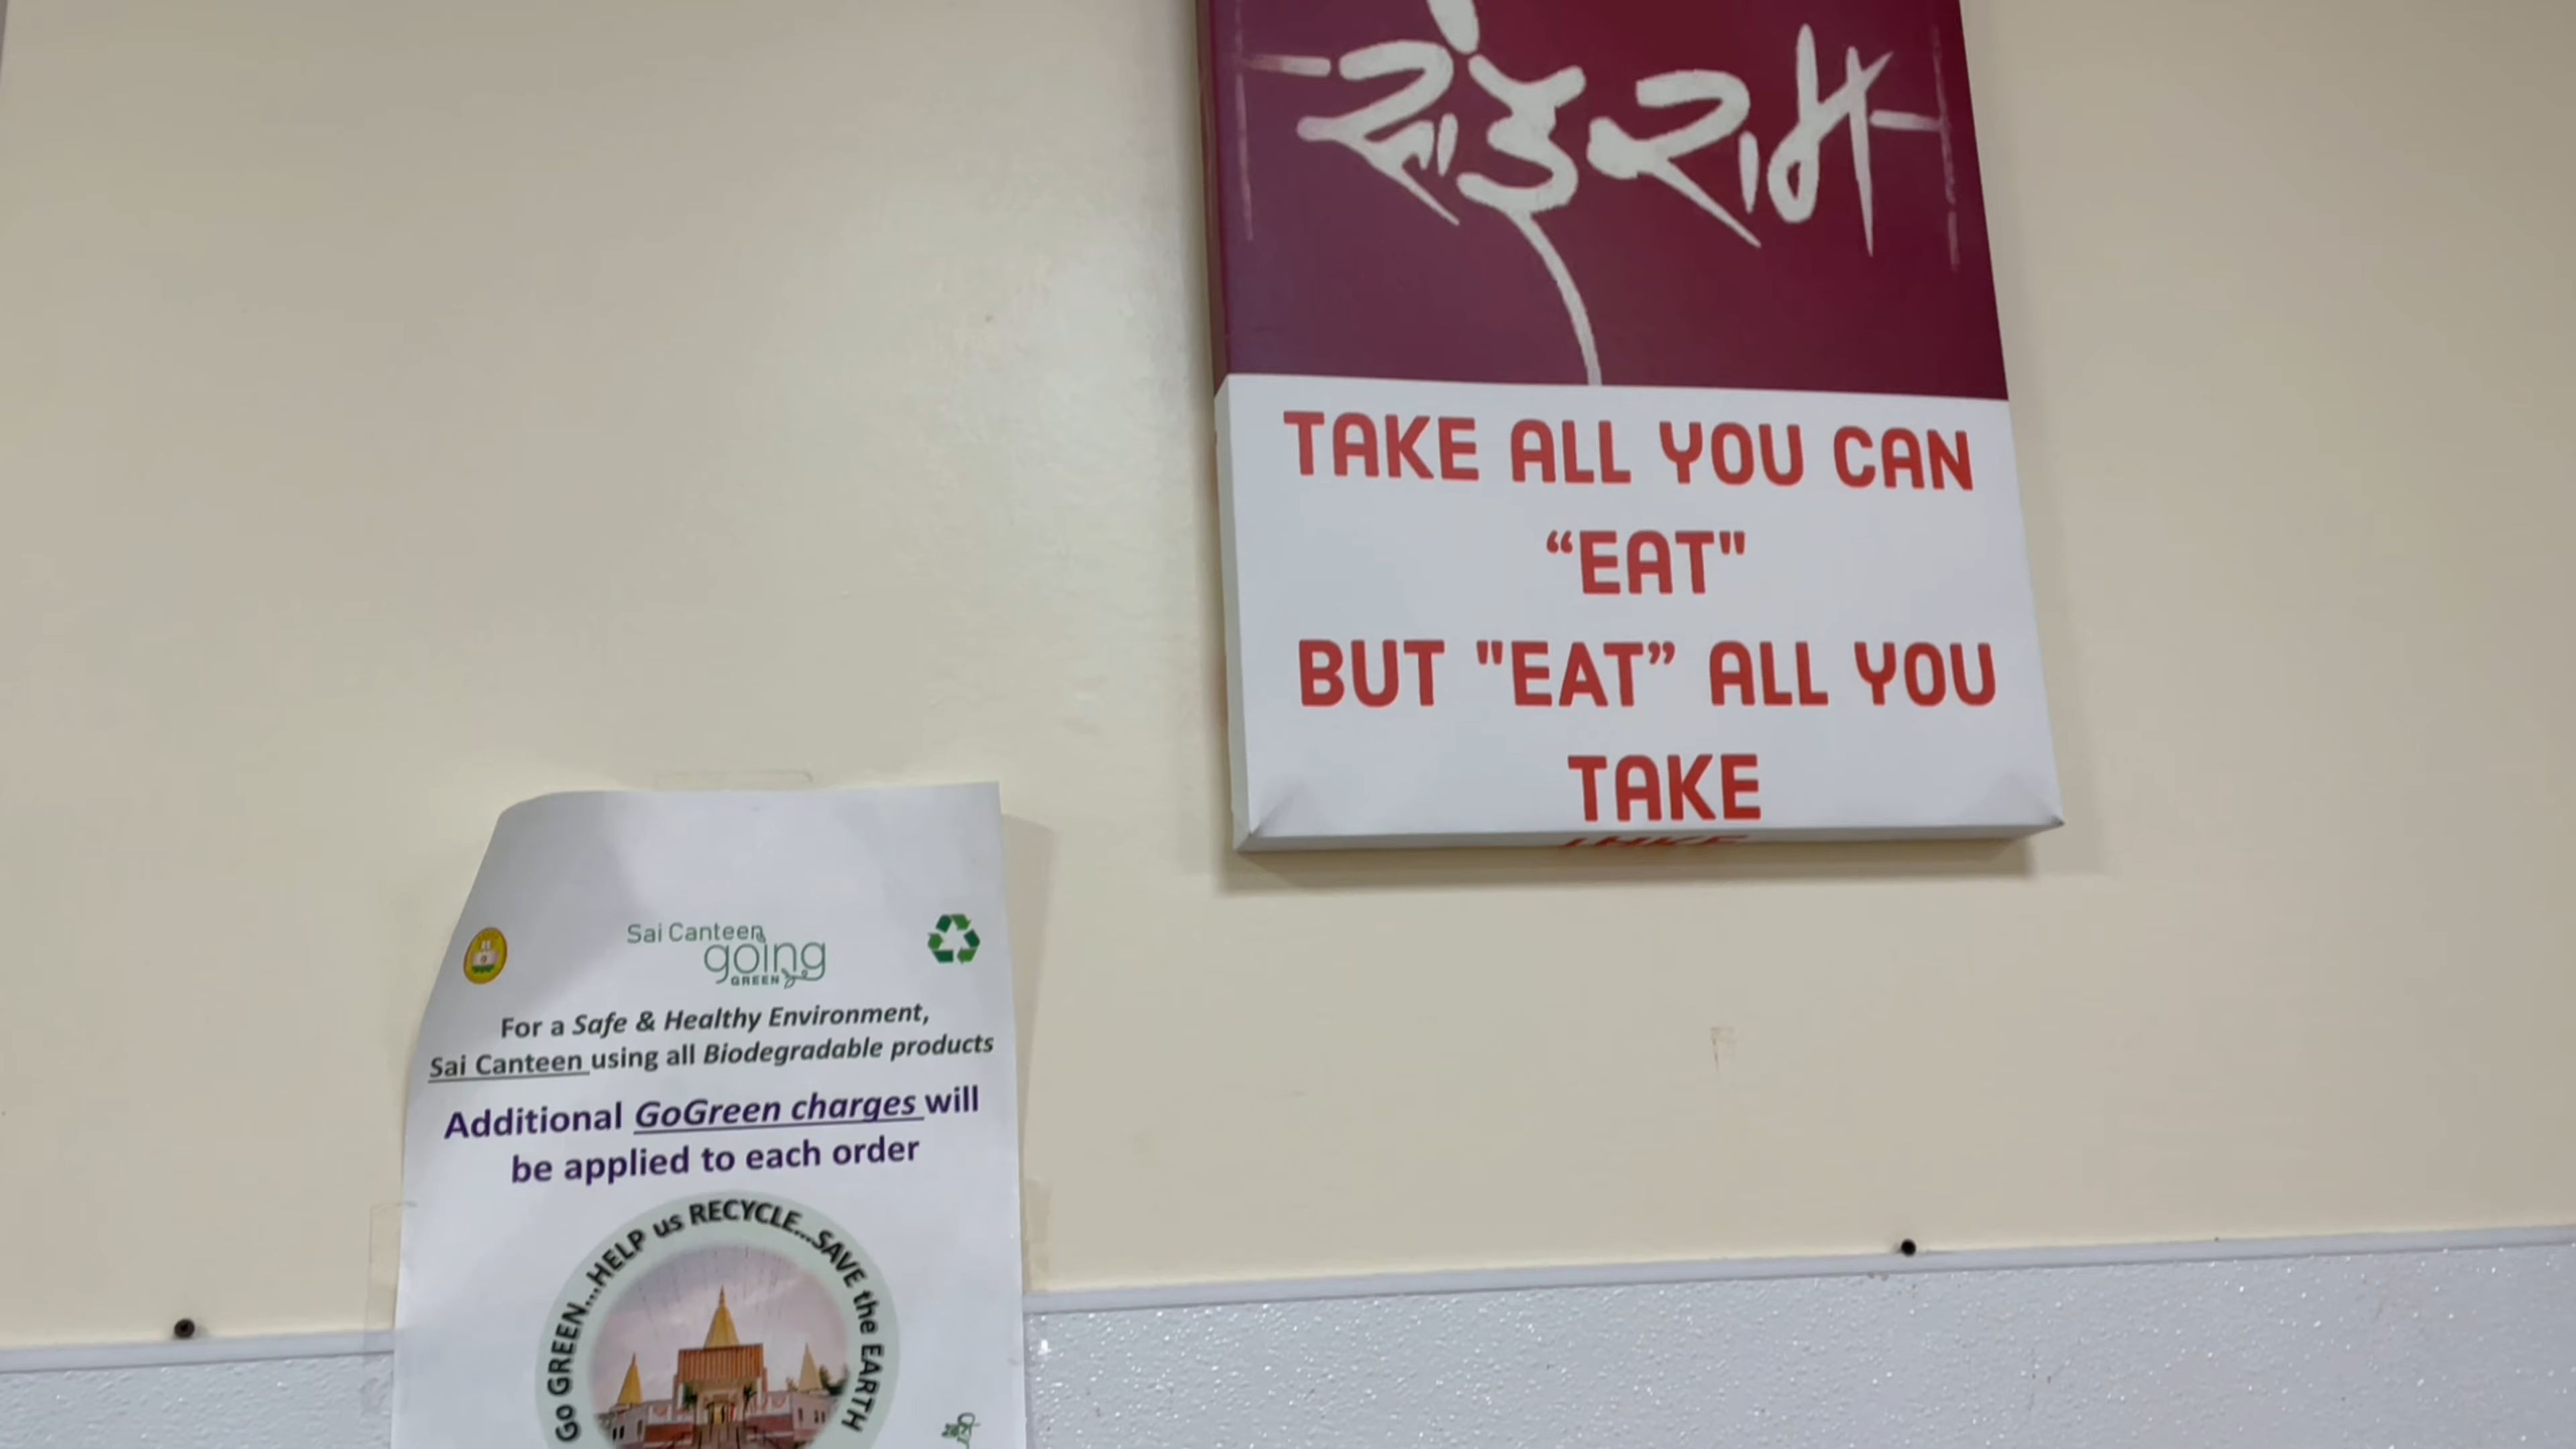 साईराम
TAKE ALL YOU CAN
“EAT"
BUT "EAT” ALL YOU
TAKE
Sai Canteen
going
GREEN
For a Safe & Healthy Environment,
Sai Canteen using all Biodegradable products
Additional GoGreen charges will
be applied to each order
Go GREEN...HELP us RECYCLE...SAVE the EARTH